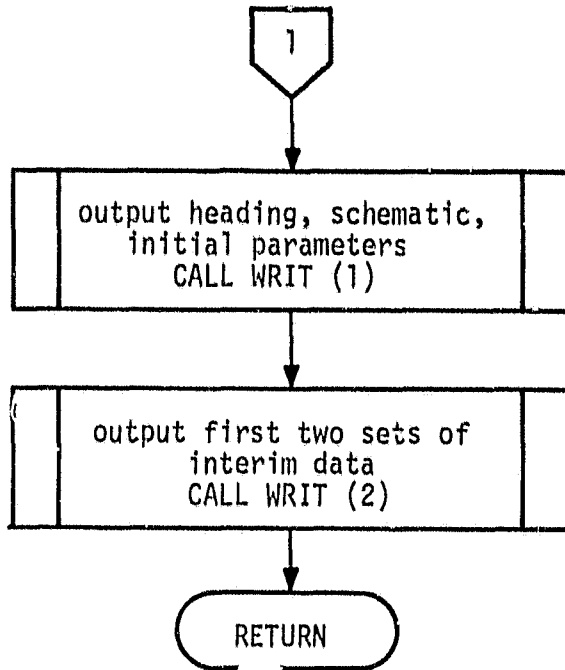 1
output heading, schematic,
initial parameters
CALL WRIT (1)
output first two sets of
interim data
CALL WRIT (2)
RETURN